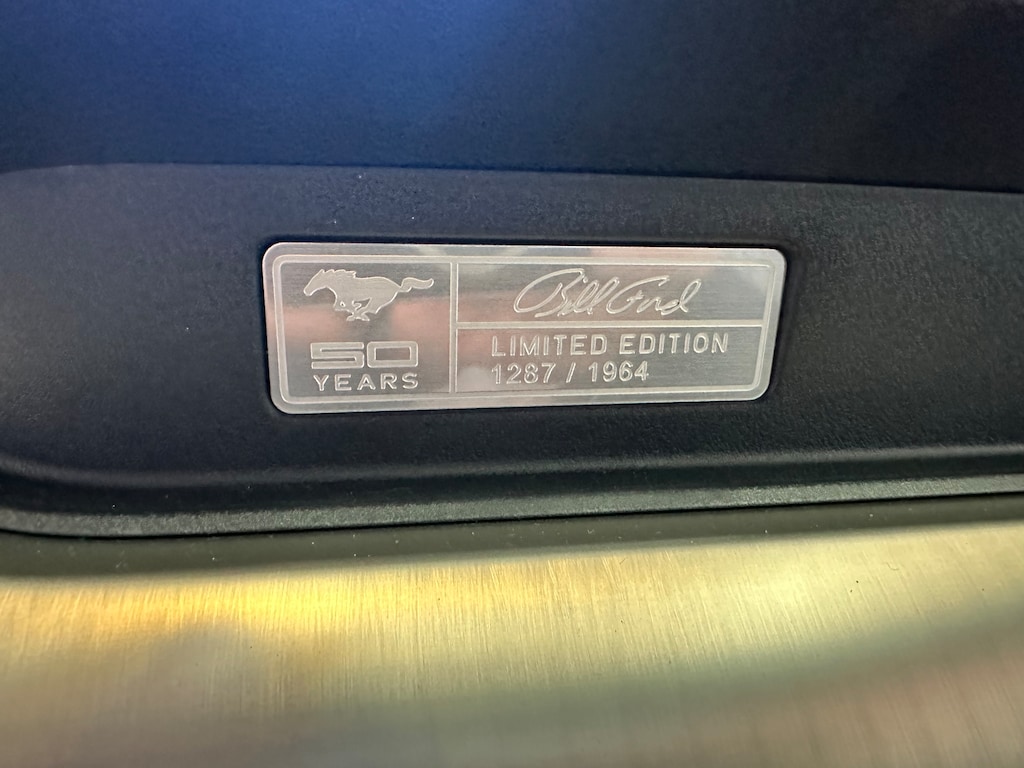 50
YEARS
Bill Ford
LIMITED EDITION
1287 / 1964